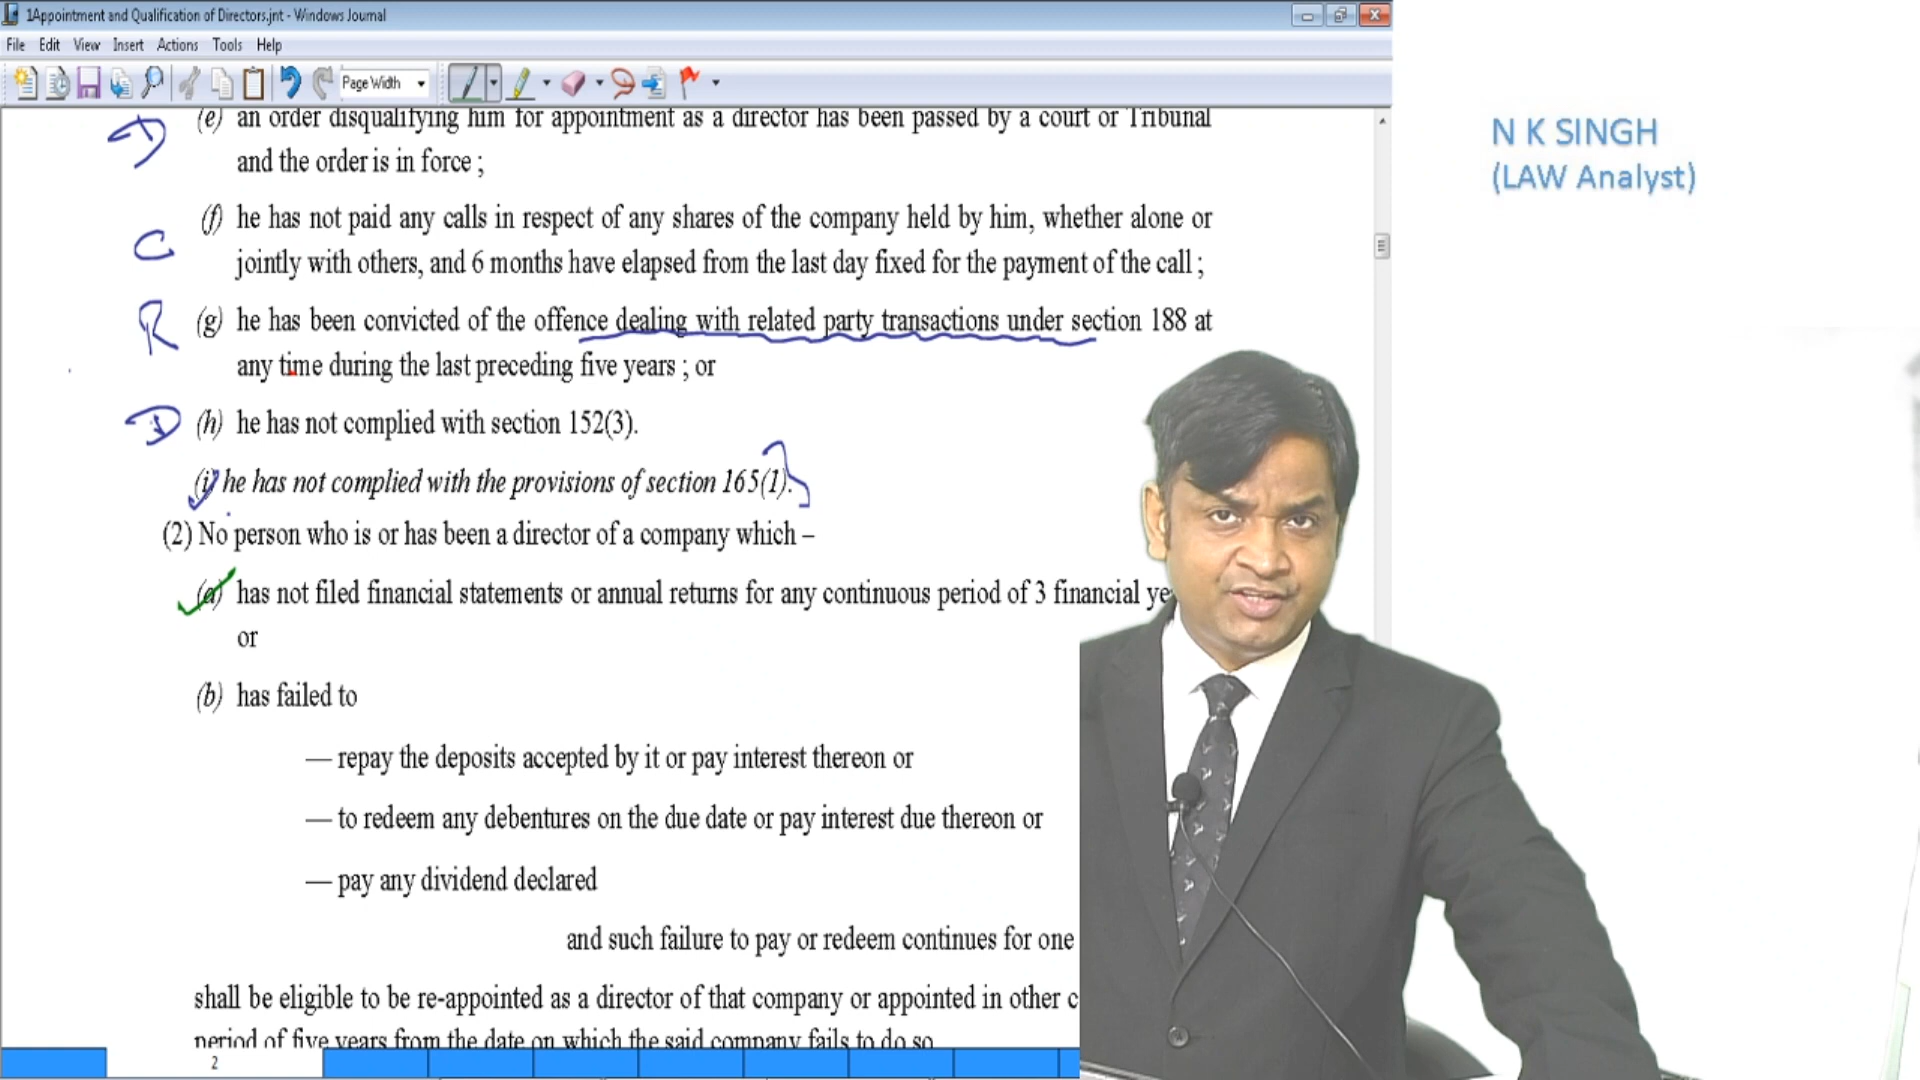 1Appointment and Qualification of Directors.jnt - Windows Journal
File Edit View Insert Actions Tools Help
Page Width
N K SINGH
(LAW Analyst)
D
(e) an order disqualifying him for appointment as a director has been passed by a court or Tribunal
and the order is in force ;
C
(f) he has not paid any calls in respect of any shares of the company held by him, whether alone or
jointly with others, and 6 months have elapsed from the last day fixed for the payment of the call ;
R
(g) he has been convicted of the offence dealing with related party transactions under section 188 at
any time during the last preceding five years ; or
D
(h) he has not complied with section 152(3).
(i) he has not complied with the provisions of section 165(1).
(2) No person who is or has been a director of a company which –
(a) has not filed financial statements or annual returns for any continuous period of 3 financial ye
or
(b) has failed to
— repay the deposits accepted by it or pay interest thereon or
— to redeem any debentures on the due date or pay interest due thereon or
— pay any dividend declared
and such failure to pay or redeem continues for one
shall be eligible to be re-appointed as a director of that company or appointed in other c
period of five years from the date on which the said company fails to do so
2